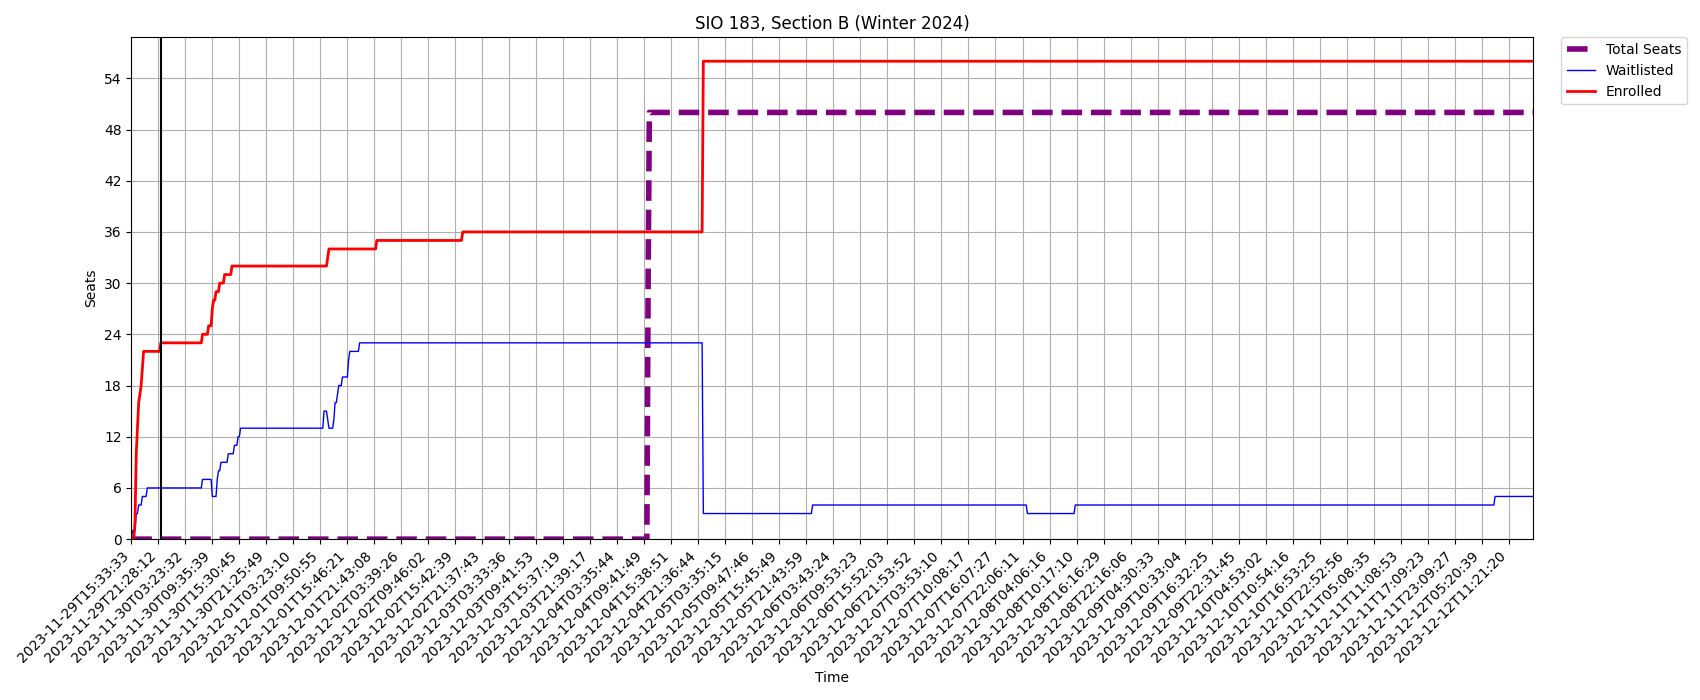 SIO 183, Section B (Winter 2024)
Total Seats
Waitlisted
Enrolled
Seats
54
48
42
36
30
24
18
12
6
0
2023-11-29T15:33:33
2023-11-29T21:28:12
2023-11-30T03:23:32
2023-11-30T09:35:39
2023-11-30T15:30:45
2023-11-30T21:25:49
2023-12-01T03:23:10
2023-12-01T09:50:55
2023-12-01T15:46:21
2023-12-01T21:43:08
2023-12-02T03:39:26
2023-12-02T09:46:02
2023-12-02T15:42:39
2023-12-02T21:37:43
2023-12-03T03:33:36
2023-12-03T09:41:53
2023-12-03T15:37:19
2023-12-03T21:39:17
2023-12-04T03:35:44
2023-12-04T09:41:49
2023-12-04T15:38:51
2023-12-04T21:36:44
2023-12-05T03:35:15
2023-12-05T09:47:46
2023-12-05T15:45:49
2023-12-05T21:43:59
2023-12-06T03:43:24
2023-12-06T09:53:23
2023-12-06T15:52:03
2023-12-06T21:53:52
2023-12-07T03:53:10
2023-12-07T10:08:17
2023-12-07T16:07:27
2023-12-07T22:06:11
2023-12-08T04:06:16
2023-12-08T10:17:10
2023-12-08T16:16:29
2023-12-08T22:16:06
2023-12-09T04:30:33
2023-12-09T10:33:04
2023-12-09T16:32:25
2023-12-09T22:31:45
2023-12-10T04:53:02
2023-12-10T10:54:16
2023-12-10T16:53:25
2023-12-10T22:52:56
2023-12-11T05:08:35
2023-12-11T11:08:53
2023-12-11T17:09:23
2023-12-11T23:09:27
2023-12-12T05:20:39
2023-12-12T11:21:20
Time